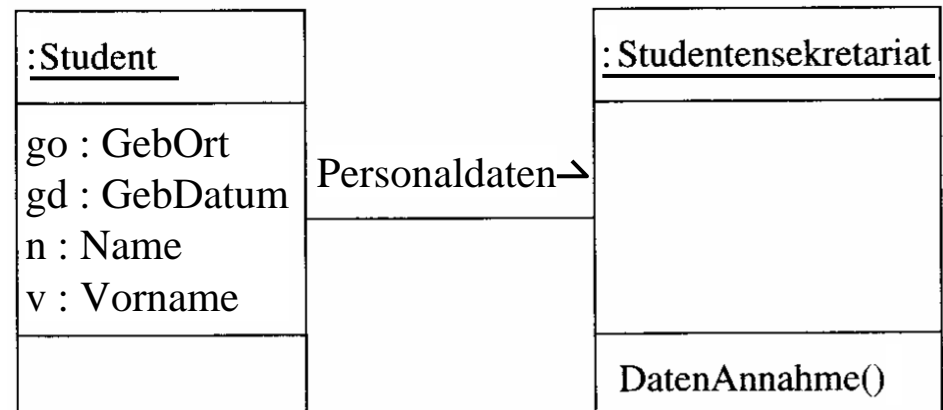 :Student
go : GebOrt
gd : GebDatum
n : Name
v : Vorname
Personaldaten⇀
:Studentensekretariat
DatenAnnahme()